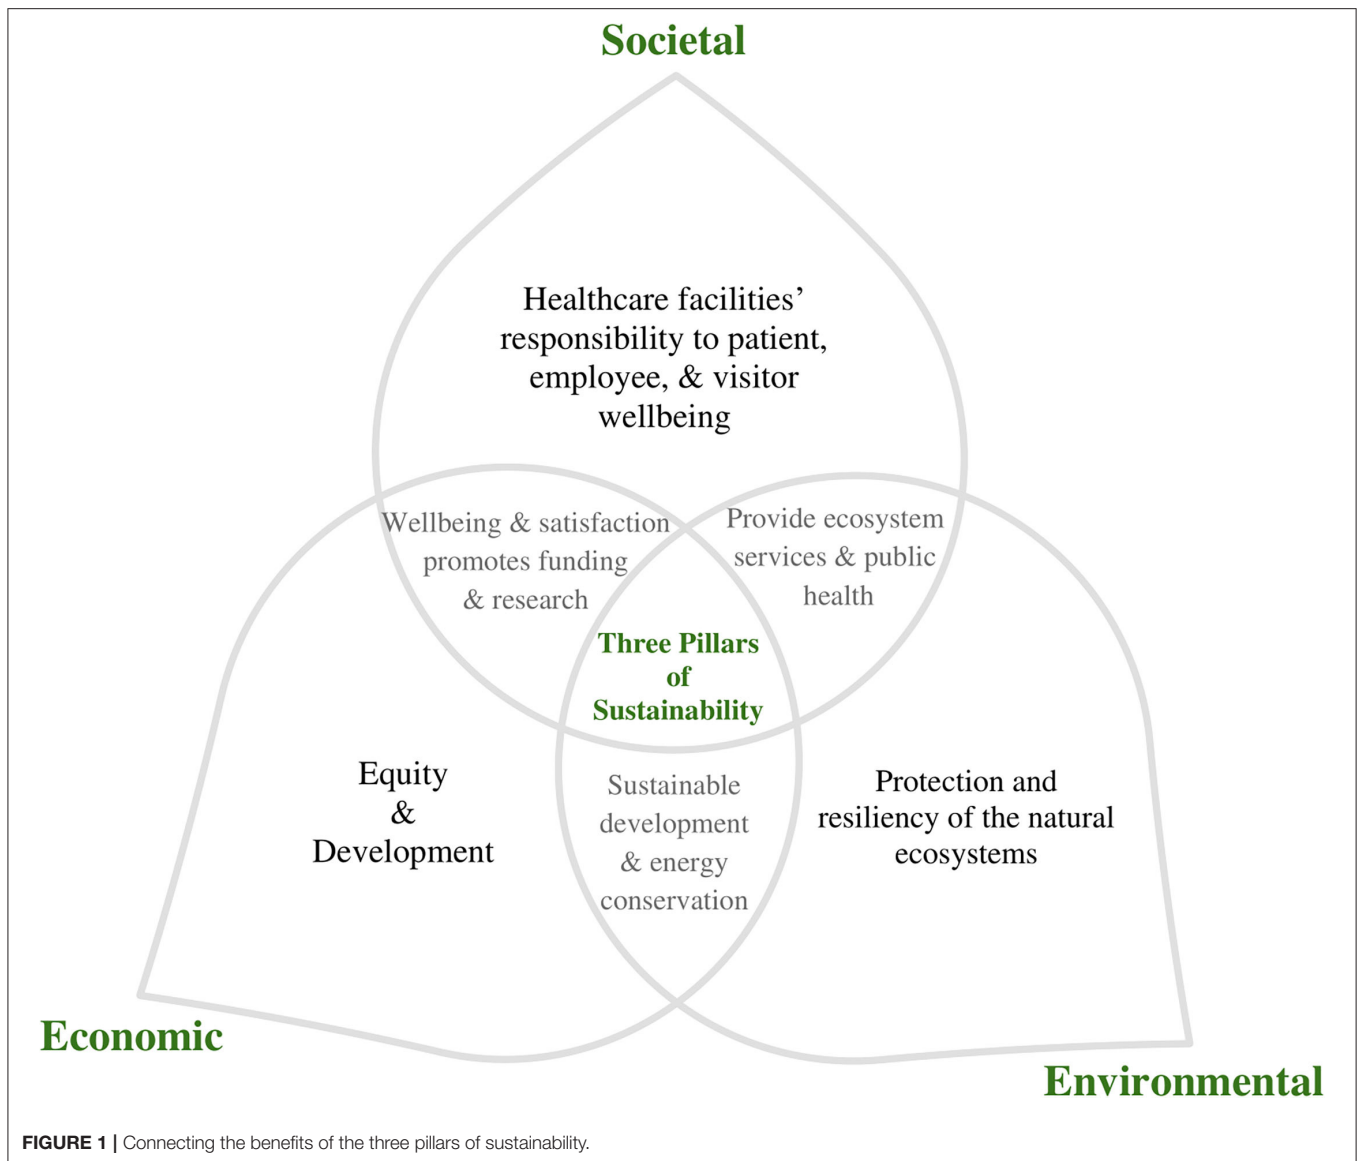 Societal
Healthcare facilities’
responsibility to patient,
employee, & visitor
wellbeing
Wellbeing & satisfaction
promotes funding
& research
Provide ecosystem
services & public
health
Three Pillars
of
Sustainability
Equity
&
Development
Sustainable
development
& energy
conservation
Protection and
resiliency of the natural
ecosystems
Economic
Environmental
FIGURE 1 | Connecting the benefits of the three pillars of sustainability.